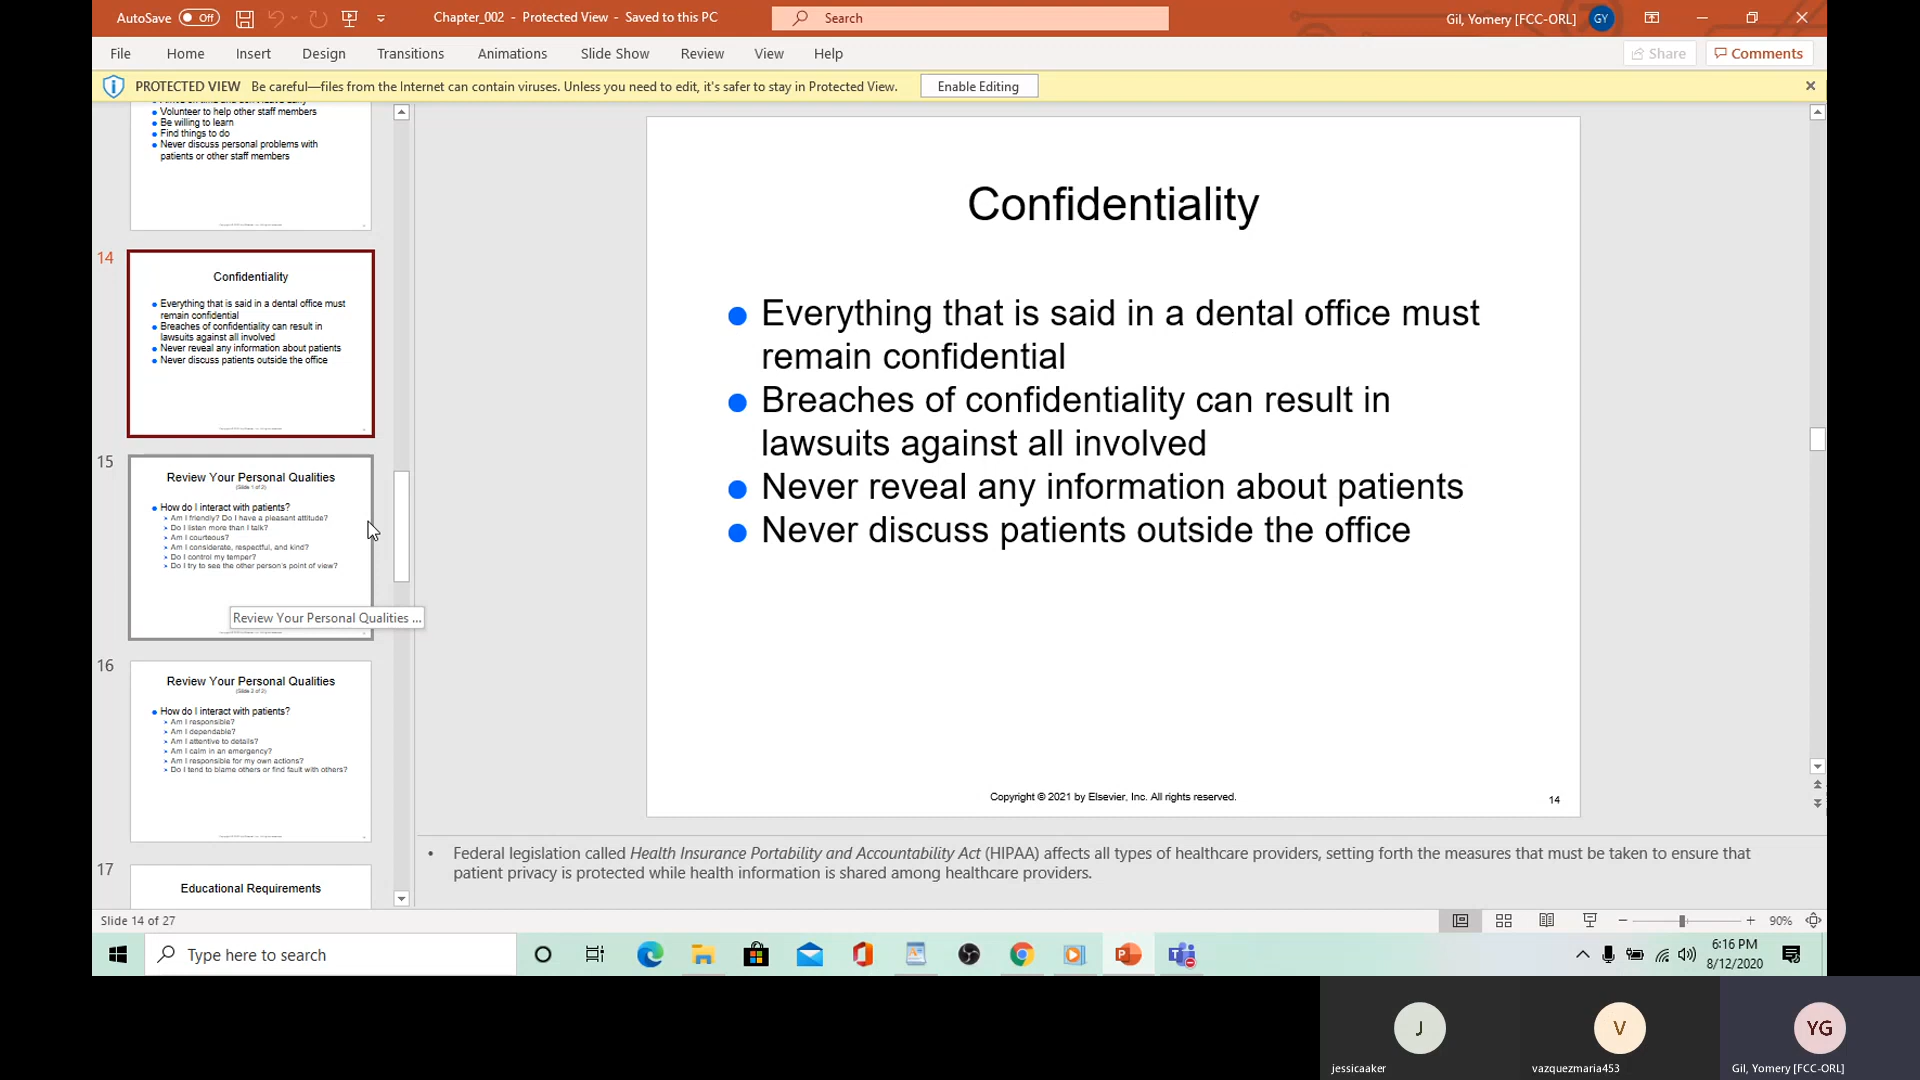 AutoSave Off Chapter_002 - Protected View - Saved to this PC Search Gil, Yomery [FCC-ORL] GY
File Home Insert Design Transitions Animations Slide Show Review View Help Share Comments
PROTECTED VIEW Be careful—files from the Internet can contain viruses. Unless you need to edit, it's safer to stay in Protected View. Enable Editing
Volunteer to help other staff members
Be willing to learn
Find things to do
Never discuss personal problems with
patients or other staff members
14
Confidentiality
Everything that is said in a dental office must
remain confidential
Breaches of confidentiality can result in
lawsuits against all involved
Never reveal any information about patients
Never discuss patients outside the office
15
Review Your Personal Qualities
(Slide 1 of 2)
How do I interact with patients?
Am I friendly? Do I have a pleasant attitude?
Do I listen more than I talk?
Am I courteous?
Am I considerate, respectful, and kind?
Do I control my temper?
Do I try to see the other person's point of view?
Review Your Personal Qualities ...
16
Review Your Personal Qualities
(Slide 2 of 2)
How do I interact with patients?
Am I responsible?
Am I dependable?
Am I attentive to details?
Am I calm in an emergency?
Am I responsible for my own actions?
Do I tend to blame others or find fault with others?
17
Educational Requirements
Confidentiality
Everything that is said in a dental office must
remain confidential
Breaches of confidentiality can result in
lawsuits against all involved
Never reveal any information about patients
Never discuss patients outside the office
Copyright © 2021 by Elsevier, Inc. All rights reserved.
14
Federal legislation called Health Insurance Portability and Accountability Act (HIPAA) affects all types of healthcare providers, setting forth the measures that must be taken to ensure that
patient privacy is protected while health information is shared among healthcare providers.
Slide 14 of 27 90%
Type here to search
6:16 PM
8/12/2020
J V YG
jessicaaker vazquezmaria453 Gil, Yomery [FCC-ORL]